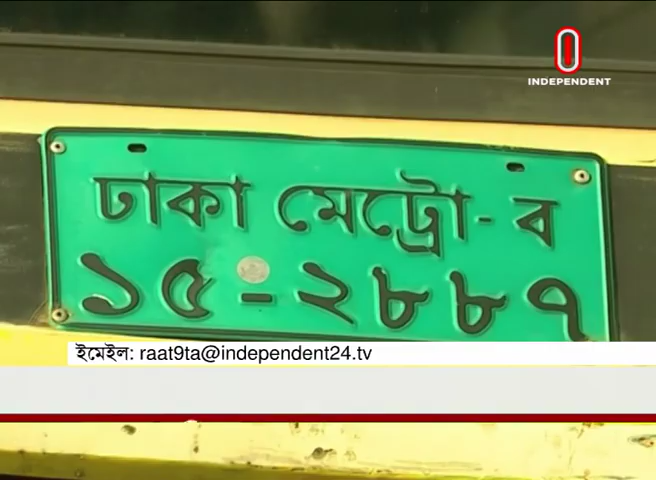 INDEPENDENT
ঢাকা মেট্রো - ব
১৫ - ২৮৮৭
ইমেইল: raat9ta@independent24.tv